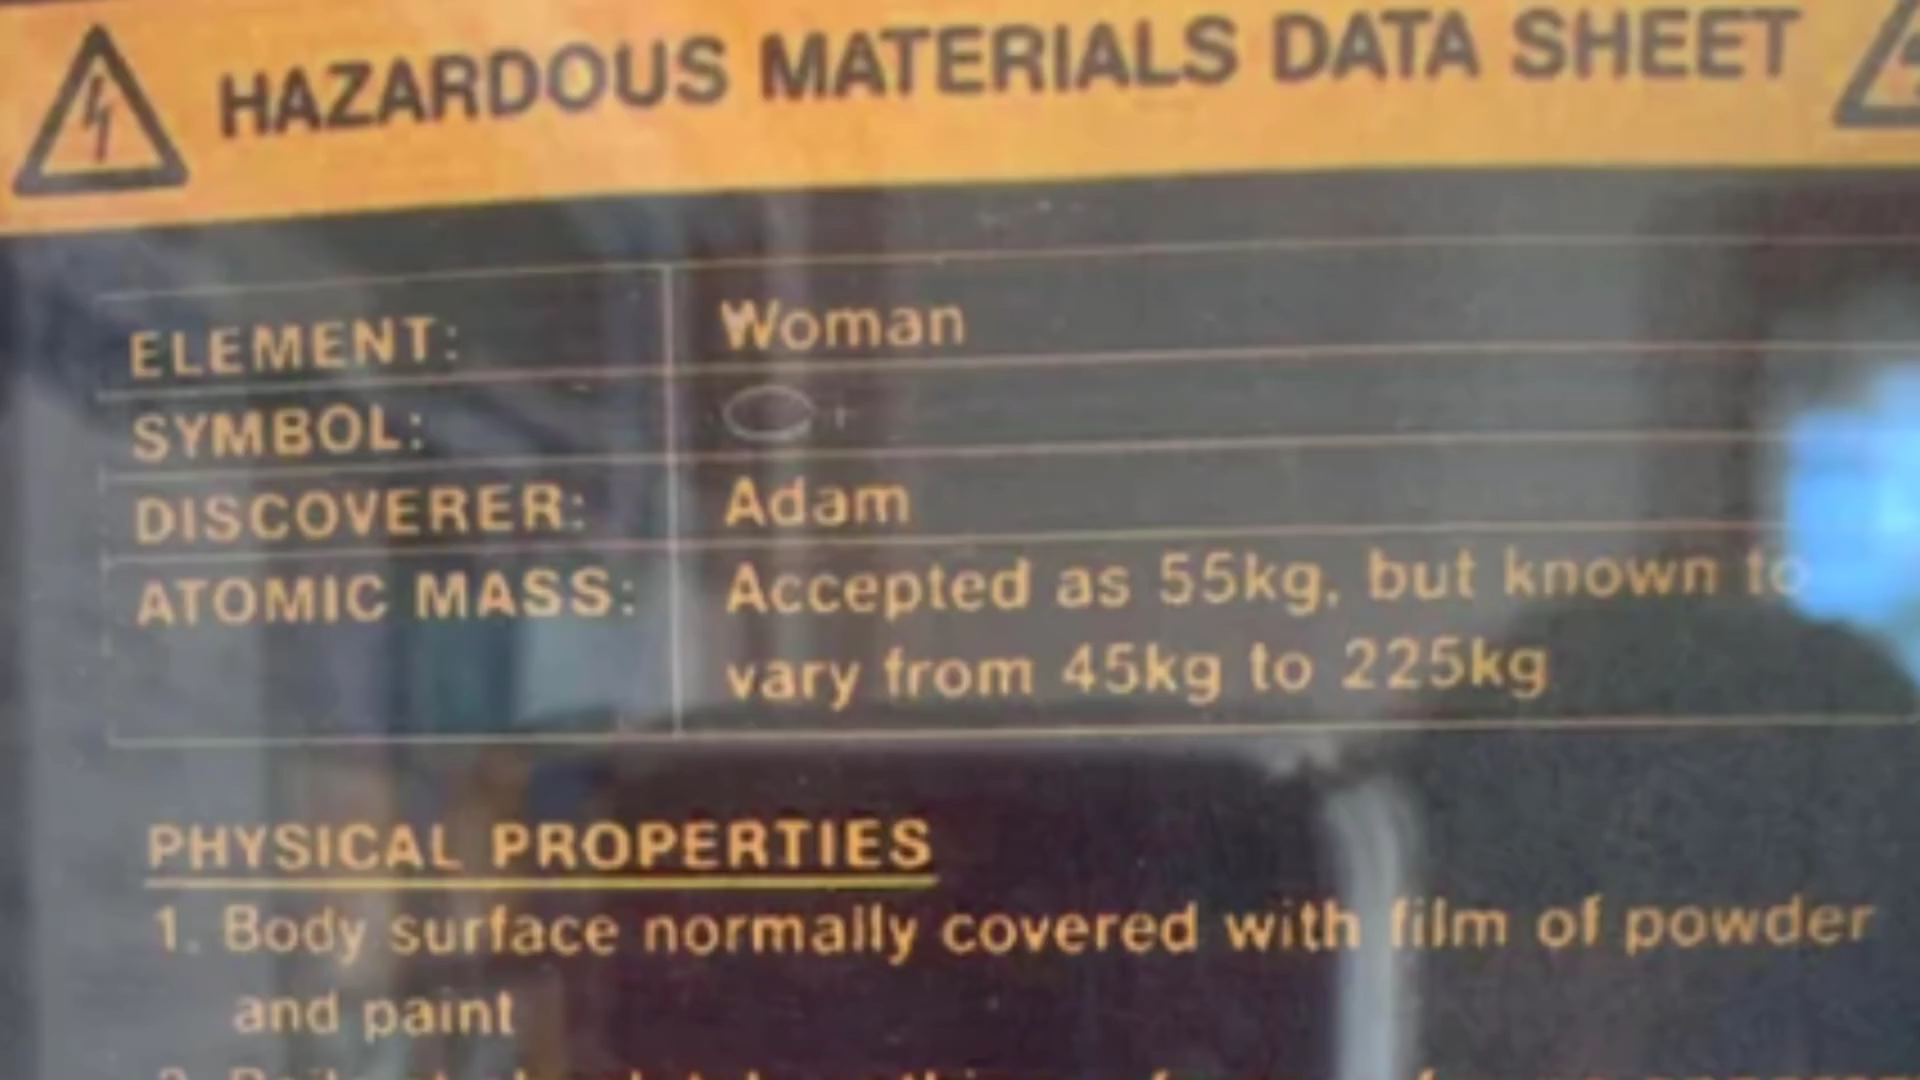 HAZARDOUS MATERIALS DATA SHEET
ELEMENT: Woman
SYMBOL:
DISCOVERER: Adam
ATOMIC MASS: Accepted as 55kg, but known to
vary from 45kg to 225kg
PHYSICAL PROPERTIES
1. Body surface normally covered with film of powder
and paint